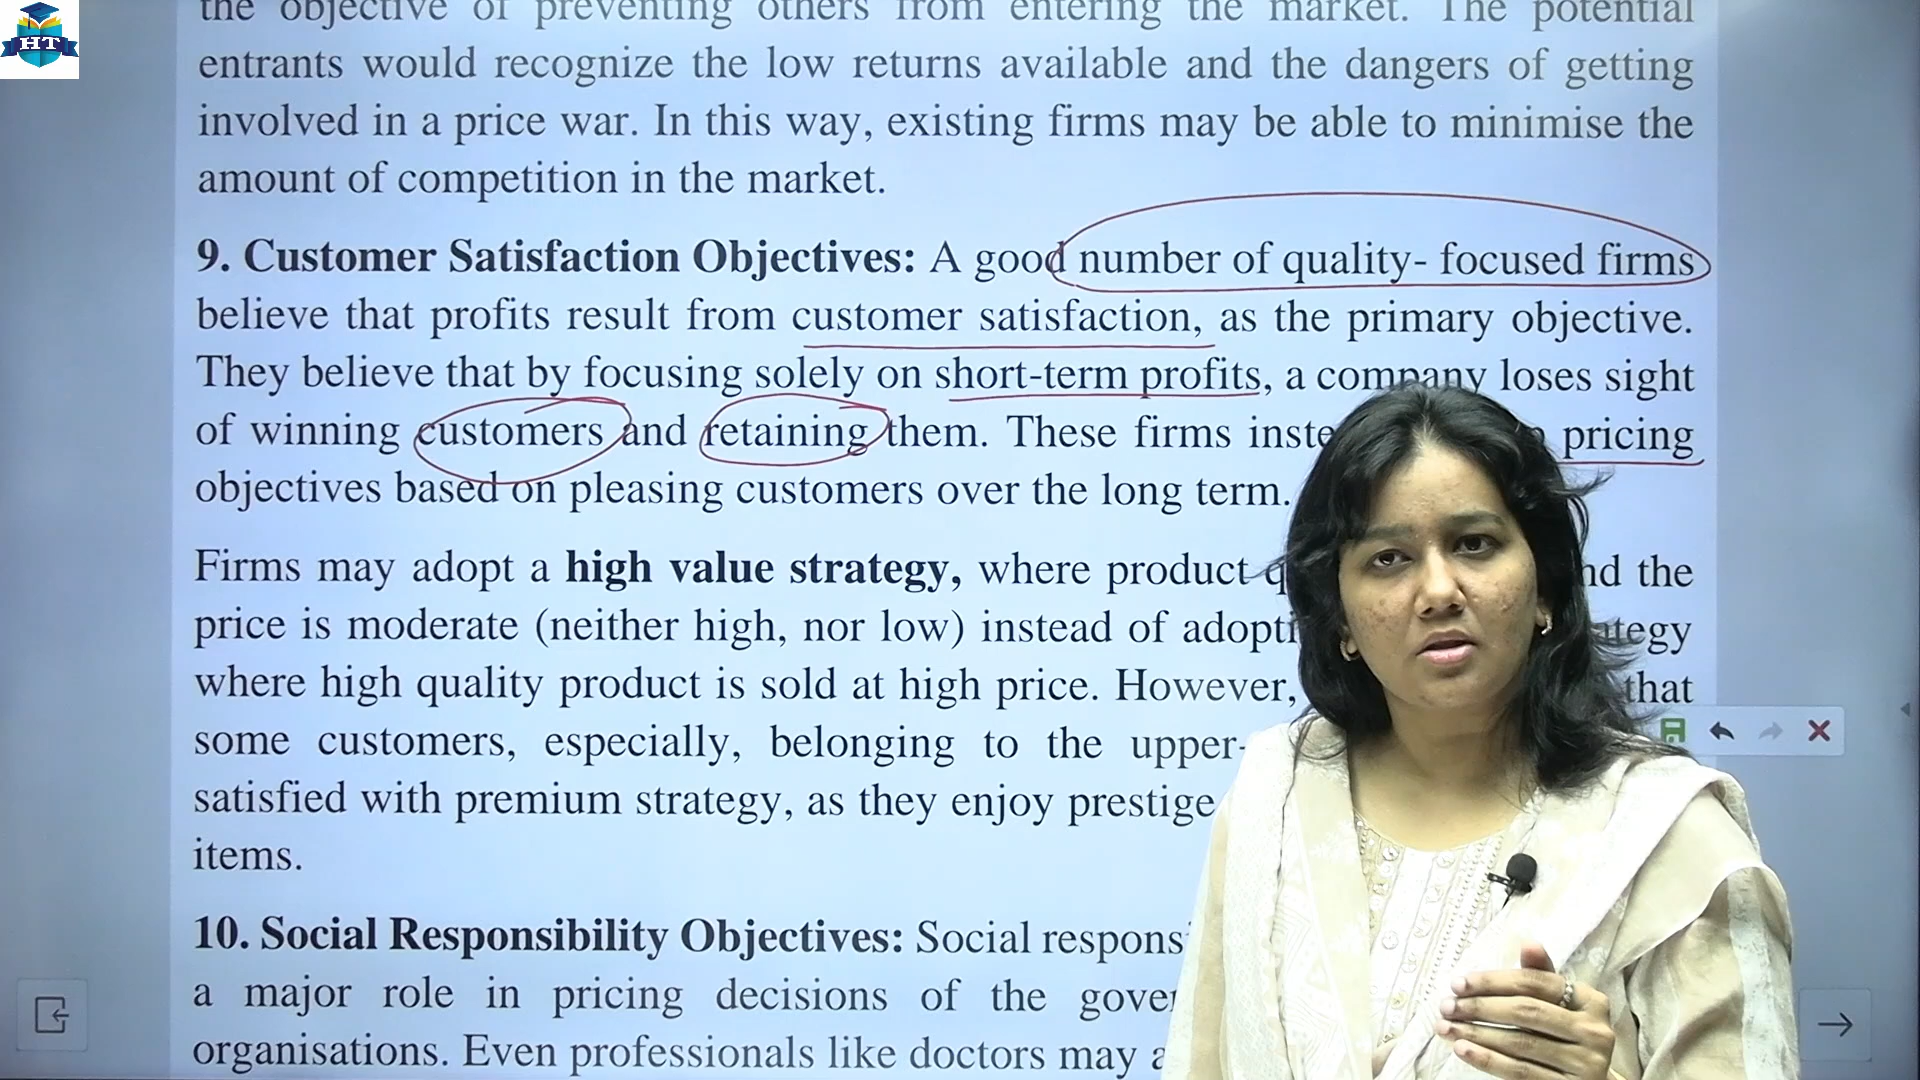 HT
the objective of preventing others from entering the market. The potential
entrants would recognize the low returns available and the dangers of getting
involved in a price war. In this way, existing firms may be able to minimise the
amount of competition in the market.
9. Customer Satisfaction Objectives: A good number of quality- focused firms
believe that profits result from customer satisfaction, as the primary objective.
They believe that by focusing solely on short-term profits, a company loses sight
of winning customers and retaining them. These firms pricing
objectives based on pleasing customers over the long term.
Firms may adopt a high value strategy, where product the
price is moderate (neither high, nor low) instead of
where high quality product is sold at high price. However, that
some customers, especially, belonging to the upper-
satisfied with premium strategy, as they enjoy prestige
items.
10. Social Responsibility Objectives: Social
a major role in pricing decisions of the
organisations. Even professionals like doctors may